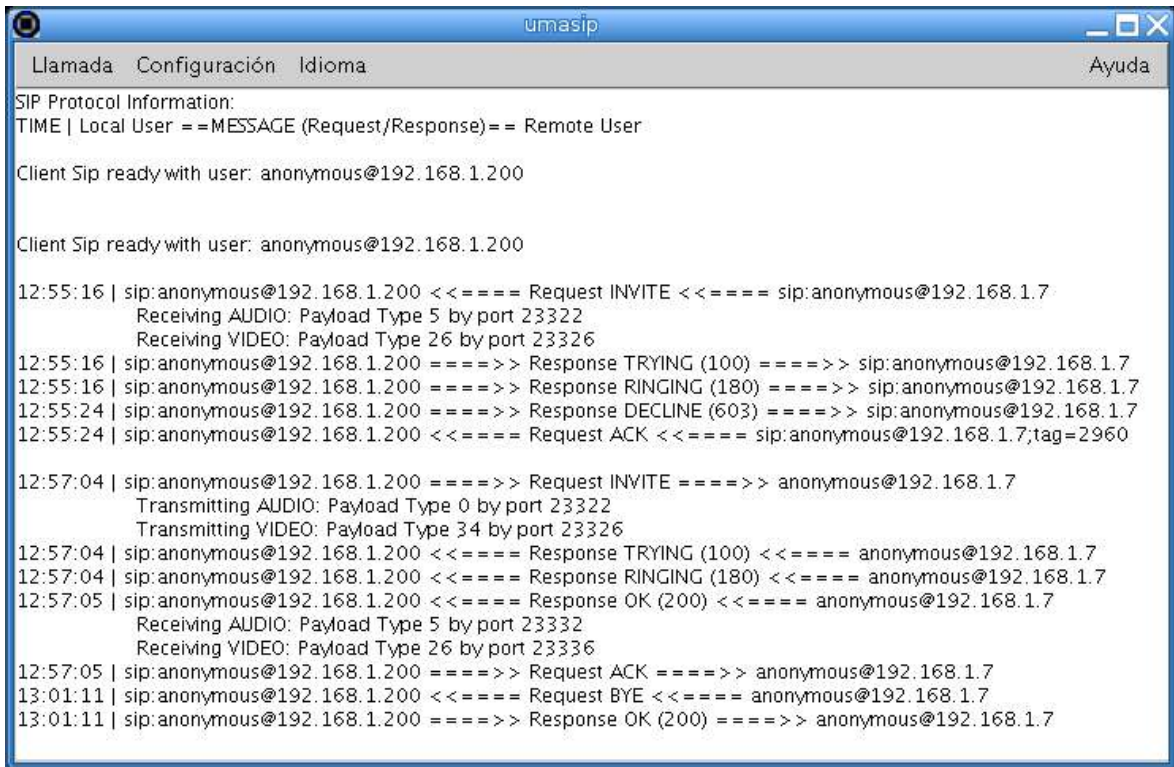 umasip
Llamada Configuración Idioma Ayuda
SIP Protocol Information:
TIME | Local User ==MESSAGE (Request/Response)== Remote User
Client Sip ready with user: anonymous@192.168.1.200
Client Sip ready with user: anonymous@192.168.1.200
12:55:16 | sip:anonymous@192.168.1.200 <<==== Request INVITE <<==== sip:anonymous@192.168.1.7
Receiving AUDIO: Payload Type 5 by port 23322
Receiving VIDEO: Payload Type 26 by port 23326
12:55:16 | sip:anonymous@192.168.1.200 ====>> Response TRYING (100) ====>> sip:anonymous@192.168.1.7
12:55:16 | sip:anonymous@192.168.1.200 ====>> Response RINGING (180) ====>> sip:anonymous@192.168.1.7
12:55:24 | sip:anonymous@192.168.1.200 ====>> Response DECLINE (603) ====>> sip:anonymous@192.168.1.7
12:55:24 | sip:anonymous@192.168.1.200 <<==== Request ACK <<==== sip:anonymous@192.168.1.7;tag=2960
12:57:04 | sip:anonymous@192.168.1.200 ====>> Request INVITE ====>> anonymous@192.168.1.7
Transmitting AUDIO: Payload Type 0 by port 23322
Transmitting VIDEO: Payload Type 34 by port 23326
12:57:04 | sip:anonymous@192.168.1.200 <<==== Response TRYING (100) <<==== anonymous@192.168.1.7
12:57:04 | sip:anonymous@192.168.1.200 <<==== Response RINGING (180) <<==== anonymous@192.168.1.7
12:57:05 | sip:anonymous@192.168.1.200 <<==== Response OK (200) <<==== anonymous@192.168.1.7
Receiving AUDIO: Payload Type 5 by port 23332
Receiving VIDEO: Payload Type 26 by port 23336
12:57:05 | sip:anonymous@192.168.1.200 ====>> Request ACK ====>> anonymous@192.168.1.7
13:01:11 | sip:anonymous@192.168.1.200 <<==== Request BYE <<==== anonymous@192.168.1.7
13:01:11 | sip:anonymous@192.168.1.200 ====>> Response OK (200) ====>> anonymous@192.168.1.7